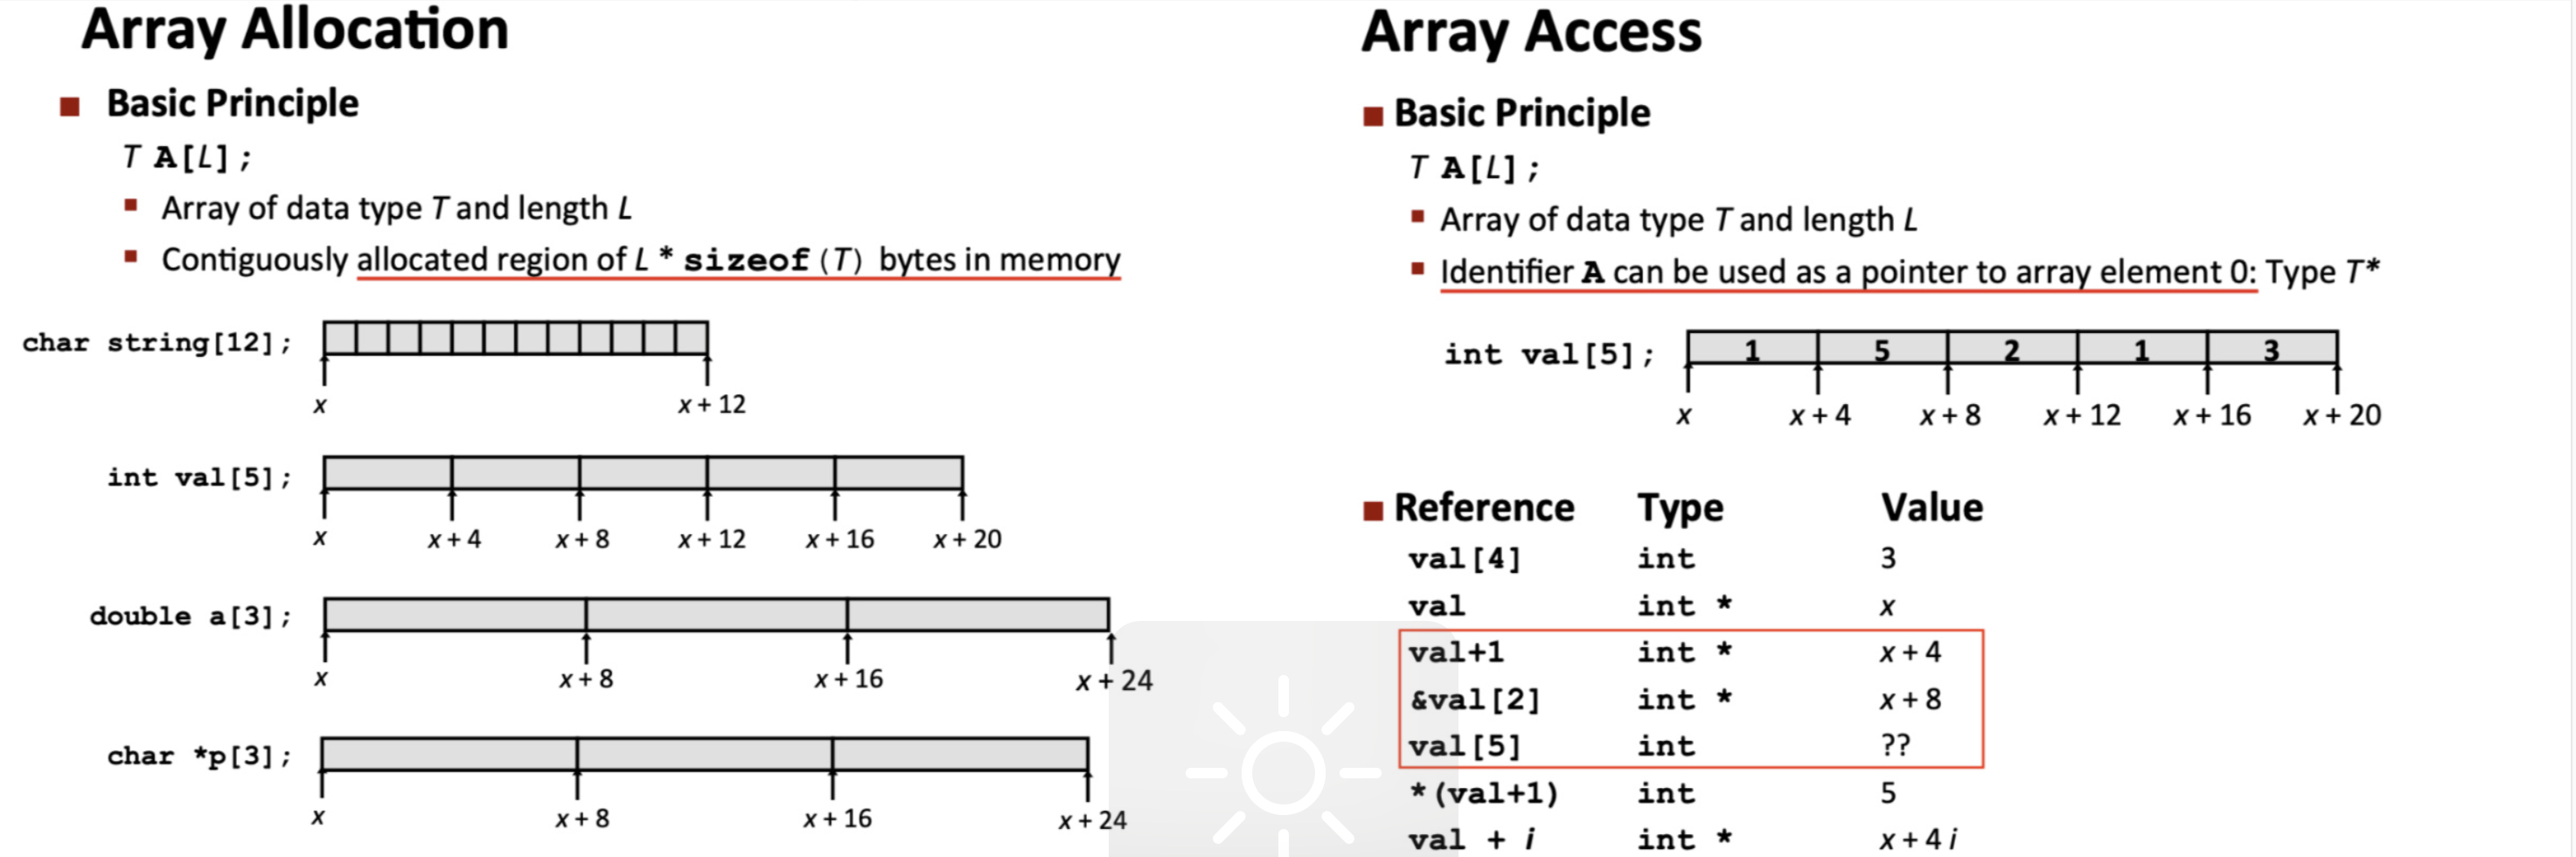 Array Allocation
■ Basic Principle
T A[L];
▪ Array of data type T and length L
▪ Contiguously allocated region of L * sizeof(T) bytes in memory
char string[12];
x x + 12
int val[5];
x x + 4 x + 8 x + 12 x + 16 x + 20
double a[3];
x x + 8 x + 16 x + 24
char *p[3];
x x + 8 x + 16 x + 24
Array Access
■ Basic Principle
T A[L];
▪ Array of data type T and length L
▪ Identifier A can be used as a pointer to array element 0: Type T*
int val[5]; 1 5 2 1 3
x x + 4 x + 8 x + 12 x + 16 x + 20
■ Reference Type Value
val[4] int 3
val int * x
val+1 int * x + 4
&val[2] int * x + 8
val[5] int ??
*(val+1) int 5
val + i int * x + 4 i